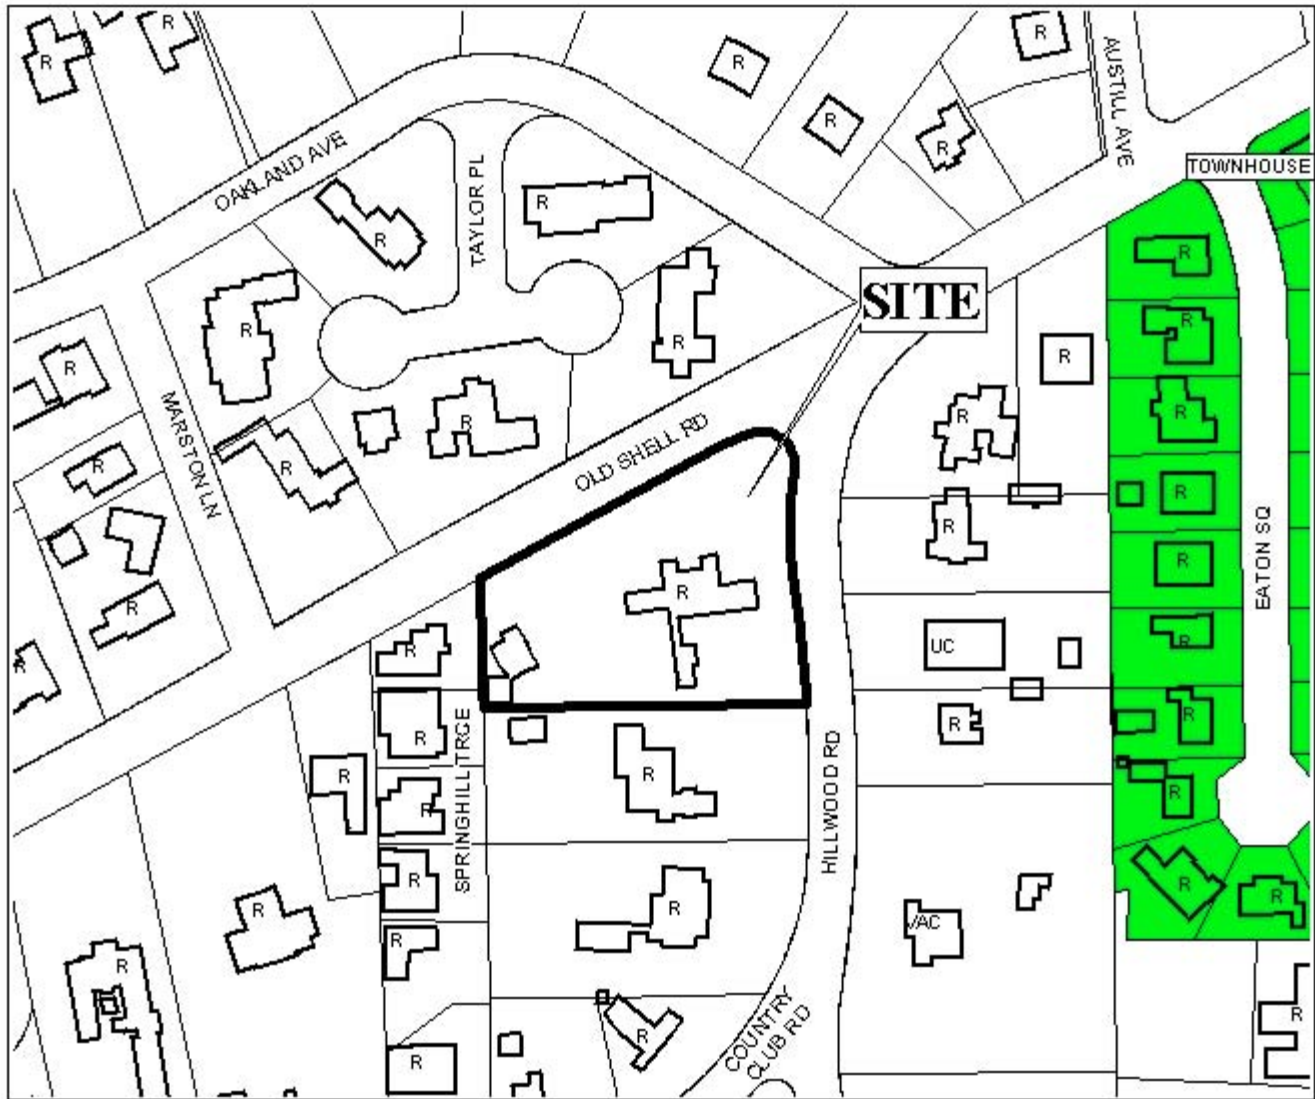 R
R
R
R
R
R
AUSTILL AVE
OAKLAND AVE
TAYLOR PL
R
R
TOWNHOUSE
R
SITE
R
R
R
R
R
R
MARSTON LN
R
R
R
R
OLD SHELL RD
R
R
R
R
EATON SQ
R
R
R
R
UC
R
R
R
R
R
R
SPRINGHILL TRCE
R
R
HILLWOOD RD
R
R
R
R
R
R
R
VAC
R
R
R
COUNTRY
CLUB RD
R
R
R